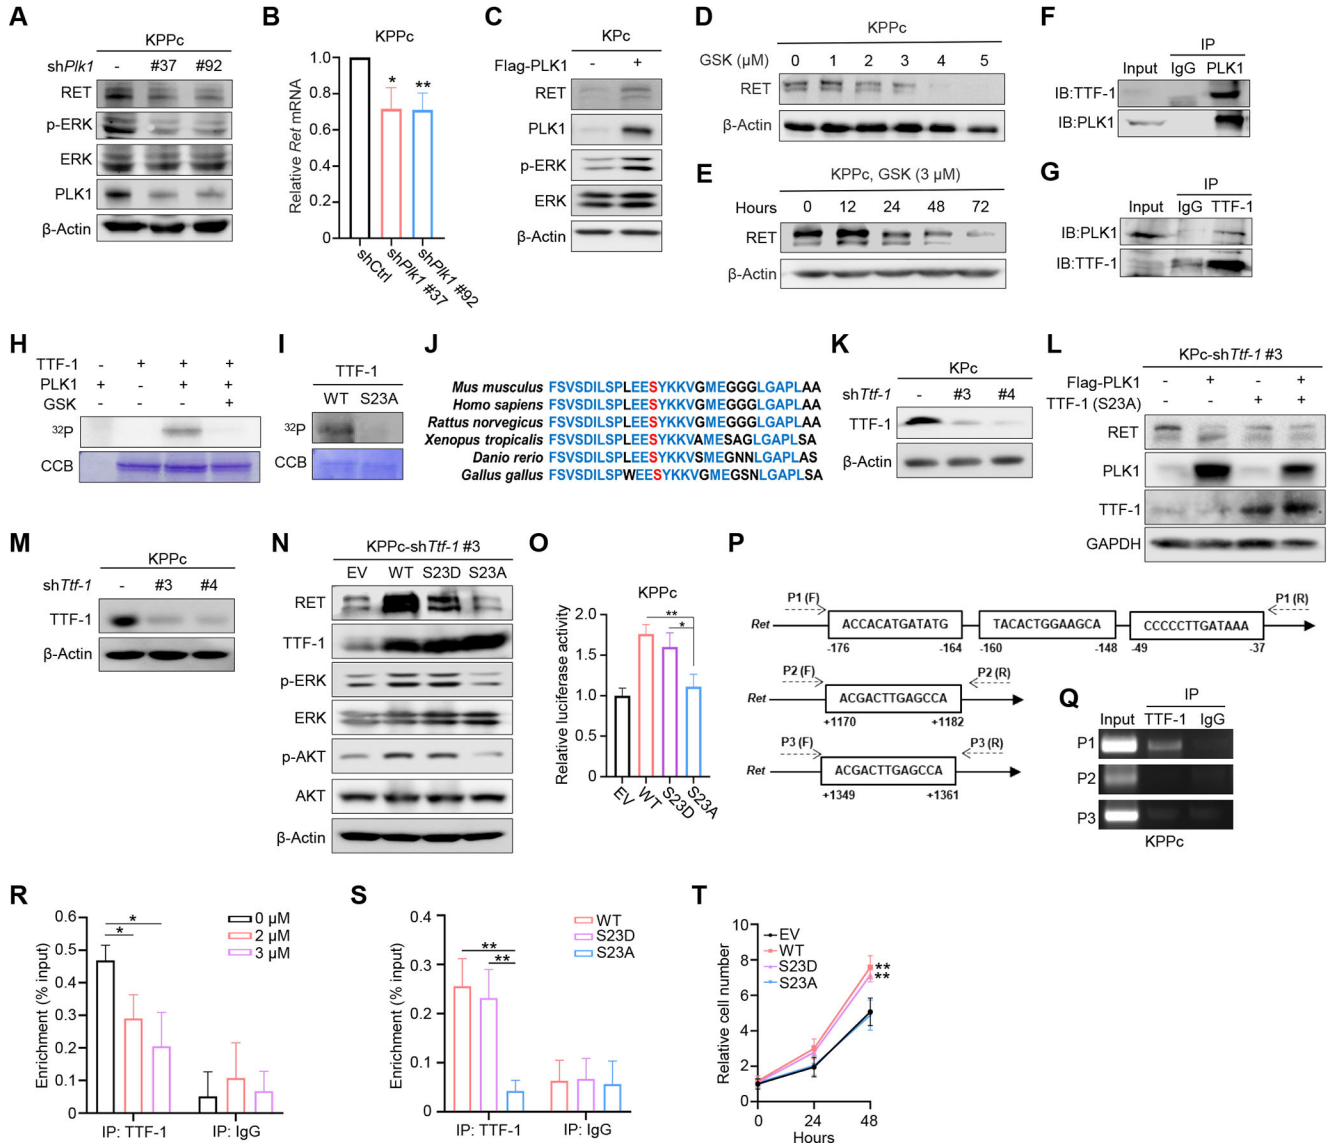 A
KPPc
shPlk1 - #37 #92
RET
p-ERK
ERK
PLK1
β-Actin
B
KPPc
Relative Ret mRNA
1.0
0.8
0.6
0.4
0.2
0
* **
shCtrl
shPlk1 #37
shPlk1 #92
C
KPc
Flag-PLK1 - +
RET
PLK1
p-ERK
ERK
β-Actin
D
KPPc
GSK (μM) 0 1 2 3 4 5
RET
β-Actin
E
KPPc, GSK (3 μM)
Hours 0 12 24 48 72
RET
β-Actin
F
IP
Input IgG PLK1
IB:TTF-1
IB:PLK1
G
IP
Input IgG TTF-1
IB:PLK1
IB:TTF-1
H
TTF-1 - + + +
PLK1 + - + +
GSK - - - +
32P
CCB
I
TTF-1
WT S23A
32P
CCB
J
Mus musculus FSVSDILSPLEESYKKVGMEGGGLGAPLAA
Homo sapiens FSVSDILSPLEESYKKVGMEGGGLGAPLAA
Rattus norvegicus FSVSDILSPLEESYKKVGMEGGGLGAPLAA
Xenopus tropicalis FSVSDILSPLEESYKKVAMESAGLGAPLSA
Danio rerio FSVSDILSPLEESYKKVSMEGNNLGAPLAS
Gallus gallus FSVSDILSPWEESYKKVGMEGSNLGAPLSA
K
KPc
shTtf-1 - #3 #4
TTF-1
β-Actin
L
KPc-shTtf-1 #3
Flag-PLK1 - + - +
TTF-1 (S23A) - - + +
RET
PLK1
TTF-1
GAPDH
M
KPPc
shTtf-1 - #3 #4
TTF-1
β-Actin
N
KPPc-shTtf-1 #3
EV WT S23D S23A
RET
TTF-1
p-ERK
ERK
p-AKT
AKT
β-Actin
O
KPPc
Relative luciferase activity
2.0
1.5
1.0
0.5
0
**
*
EV
WT
S23D
S23A
P
P1 (F) P1 (R)
Ret ACCACATGATATG TACACTGGAAGCA CCCCCTTGATAAA
-176 -164 -160 -148 -49 -37
P2 (F) P2 (R)
Ret ACGACTTGAGCCA
+1170 +1182
P3 (F) P3 (R)
Ret ACGACTTGAGCCA
+1349 +1361
Q
IP
Input TTF-1 IgG
P1
P2
P3
KPPc
R
Enrichment (% input)
0.6
0.5
0.4
0.3
0.2
0.1
0
*
*
0 μM
2 μM
3 μM
IP: TTF-1 IP: IgG
S
Enrichment (% input)
0.4
0.3
0.2
0.1
0
**
**
WT
S23D
S23A
IP: TTF-1 IP: IgG
T
Relative cell number
10
8
6
4
2
0
EV
WT
S23D
S23A
**
**
0 24 48
Hours